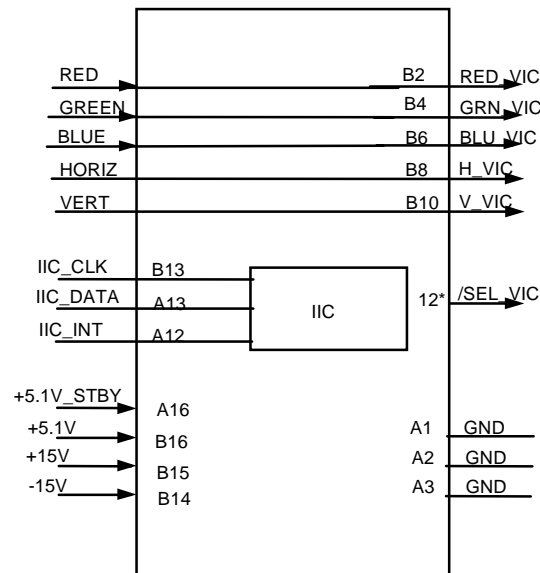 RED B2 RED_VIC
GREEN B4 GRN_VIC
BLUE B6 BLU_VIC
HORIZ B8 H_VIC
VERT B10 V_VIC
IIC_CLK B13
IIC_DATA A13 IIC 12* /SEL_VIC
IIC_INT A12
+5.1V_STBY A16
+5.1V B16 A1 GND
+15V B15 A2 GND
-15V B14 A3 GND